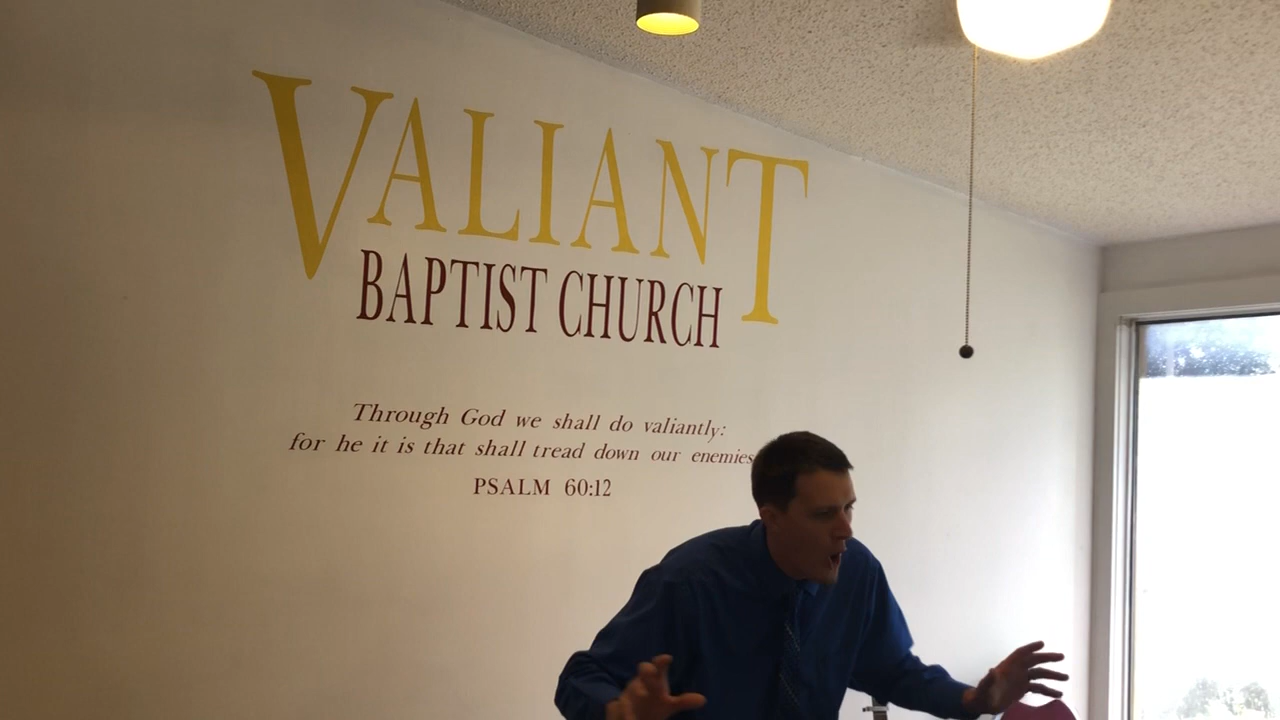 VALIANT
BAPTIST CHURCH
Through God we shall do valiantly:
for he it is that shall tread down our enemies
PSALM 60:12